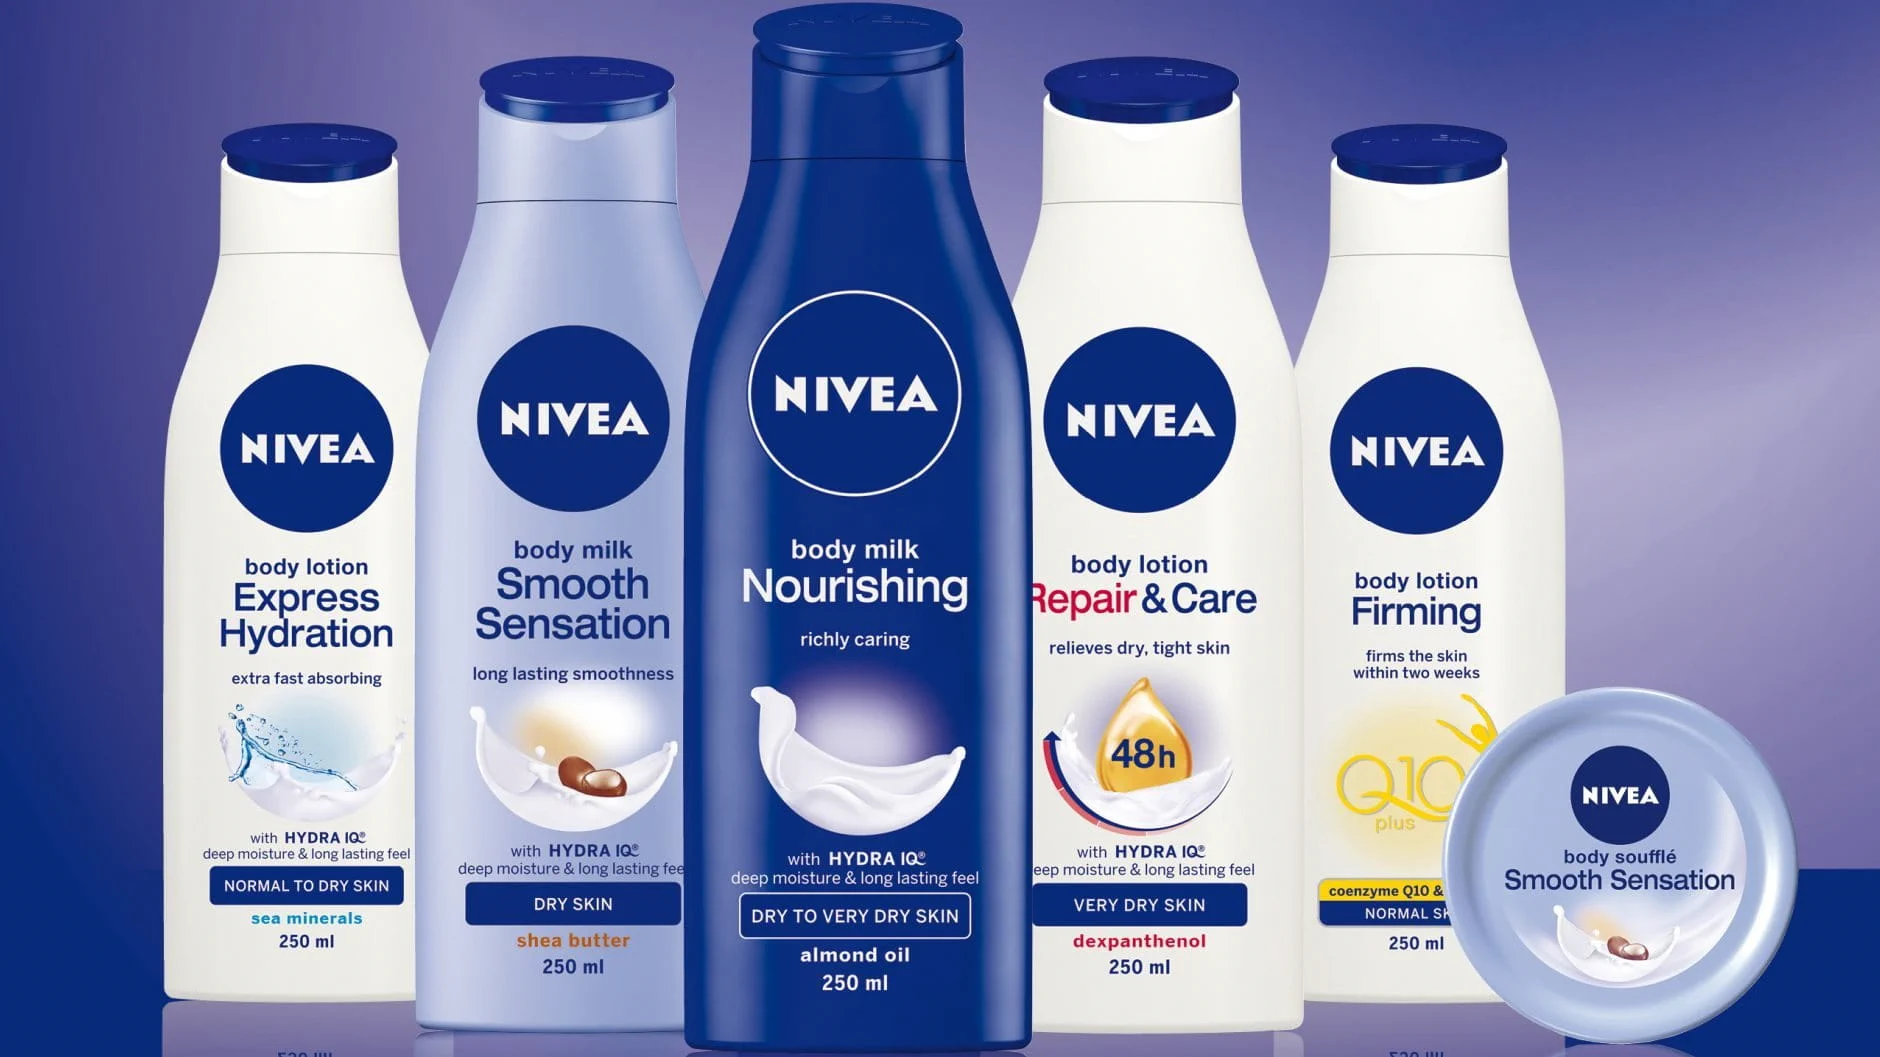 NIVEA
body lotion
Express
Hydration
extra fast absorbing
with HYDRA IQ®
deep moisture & long lasting feel
NORMAL TO DRY SKIN
sea minerals
250 ml
NIVEA
body milk
Smooth
Sensation
long lasting smoothness
with HYDRA IQ®
deep moisture & long lasting fee
DRY SKIN
shea butter
250 ml
NIVEA
body milk
Nourishing
richly caring
with HYDRA IQ®
deep moisture & long lasting feel
DRY TO VERY DRY SKIN
almond oil
250 ml
NIVEA
body lotion
Repair & Care
relieves dry, tight skin
48h
with HYDRA IQ®
eep moisture & long lasting feel
VERY DRY SKIN
dexpanthenol
250 ml
NIVEA
body lotion
Firming
firms the skin
within two weeks
Q10
plus
coenzyme Q10 &
NORMAL SK
250 ml
NIVEA
body soufflé
Smooth Sensation